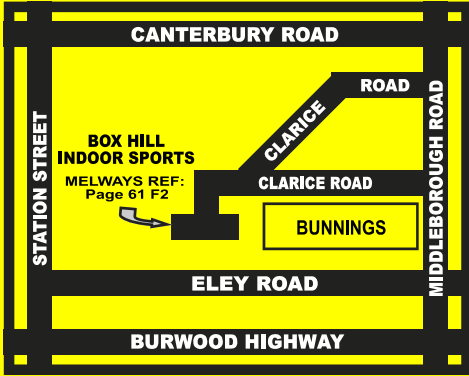 CANTERBURY ROAD
ROAD
CLARICE
BOX HILL
INDOOR SPORTS
MELWAYS REF:
Page 61 F2
CLARICE ROAD
BUNNINGS
STATION STREET
MIDDLEBOROUGH ROAD
ELEY ROAD
BURWOOD HIGHWAY